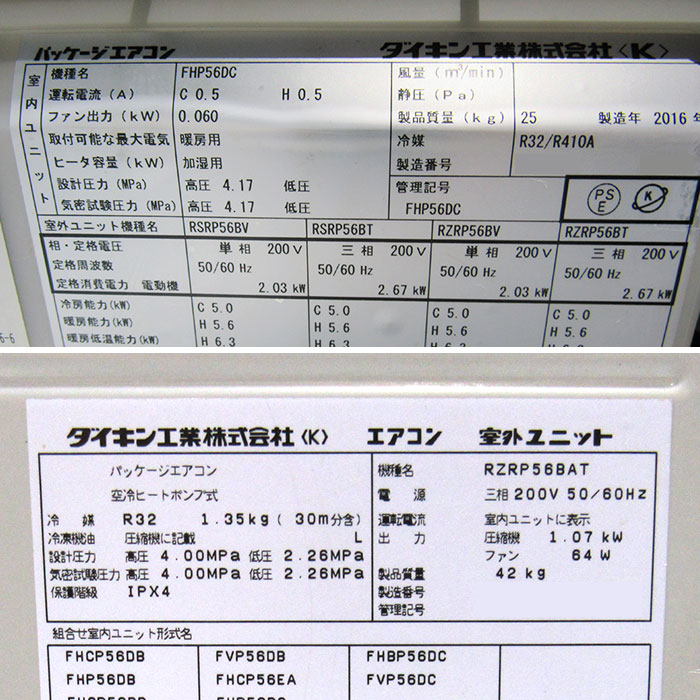 パッケージエアコン ダイキン工業株式会社〈K〉
室内ユニット
機種名 FHP56DC 風量 (m³/min)
運転電流 (A) C 0.5 H 0.5 静圧 (Pa)
ファン出力 (kW) 0.060 製品質量 (kg) 25 製造年 2016年
取付可能な最大電気 暖房用 冷媒 R32/R410A
ヒータ容量 (kW) 加湿用 製造番号
設計圧力 (MPa) 高圧 4.17 低圧 管理記号
気密試験圧力 (MPa) 高圧 4.17 低圧 FHP56DC
PS E
K
室外ユニット機種名 RSRP56BV RSRP56BT RZRP56BV RZRP56BT
相・定格電圧 単相 200V 三相 200V 単相 200V 三相 200V
定格周波数 50/60 Hz 50/60 Hz 50/60 Hz 50/60 Hz
定格消費電力 電動機 2.03 kW 2.67 kW 2.03 kW 2.67 kW
冷房能力(kW) C 5.0 C 5.0 C 5.0 C 5.0
暖房能力(kW) H 5.6 H 5.6 H 5.6 H 5.6
暖房低温能力(kW) H 6.3
6-6
ダイキン工業株式会社〈K〉 エアコン 室外ユニット
パッケージエアコン 機種名 RZRP56BAT
空冷ヒートポンプ式 電源 三相 200V 50/60Hz
冷媒 R32 1.35kg (30m分含) 運転電流 室内ユニットに表示
冷凍機油 圧縮機に記載 L 出力 圧縮機 1.07 kW
設計圧力 高圧 4.00MPa 低圧 2.26MPa ファン 64 W
気密試験圧力 高圧 4.00MPa 低圧 2.26MPa 製品質量 42 kg
保護階級 IPX4 製造番号
管理記号
組合せ室内ユニット形式名
FHCP56DB FVP56DB FHBP56DC
FHP56DB FHCP56EA FVP56DC